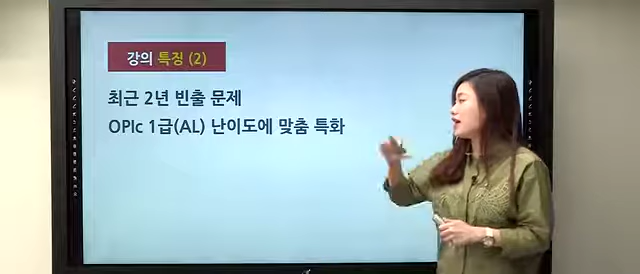 강의 특징 (2)
최근 2년 빈출 문제
OPIc 1급(AL) 난이도에 맞춤 특화